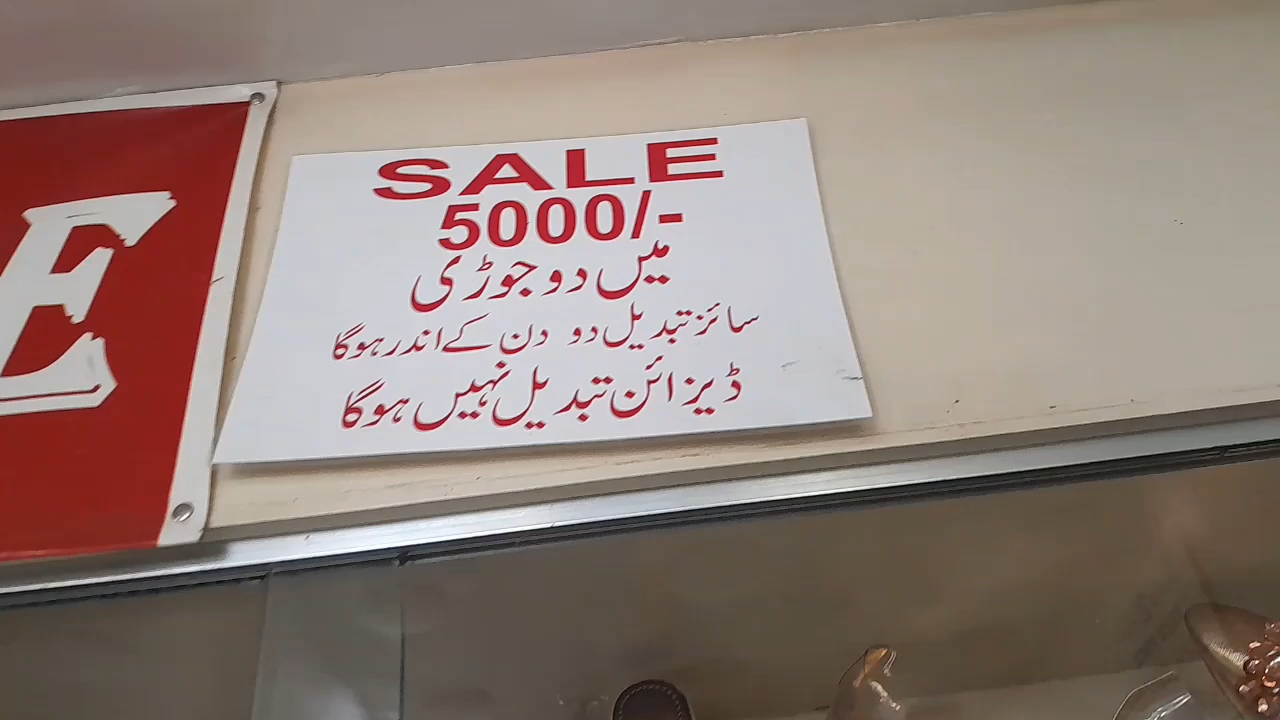 E
SALE
5000/-
میں دو جوڑی
سائز تبدیل دو دن کے اندر ہوگا
ڈیزائن تبدیل نہیں ہوگا